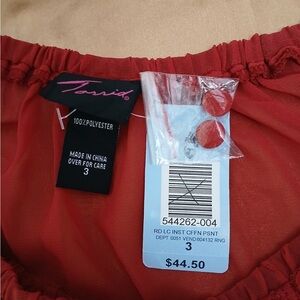 Torrid
100% POLYESTER
MADE IN CHINA
OVER FOR CARE
3
544262-004
RD LC INST CFFN PSNT
DEPT 0051 VEND 004132 RNG
3
$44.50